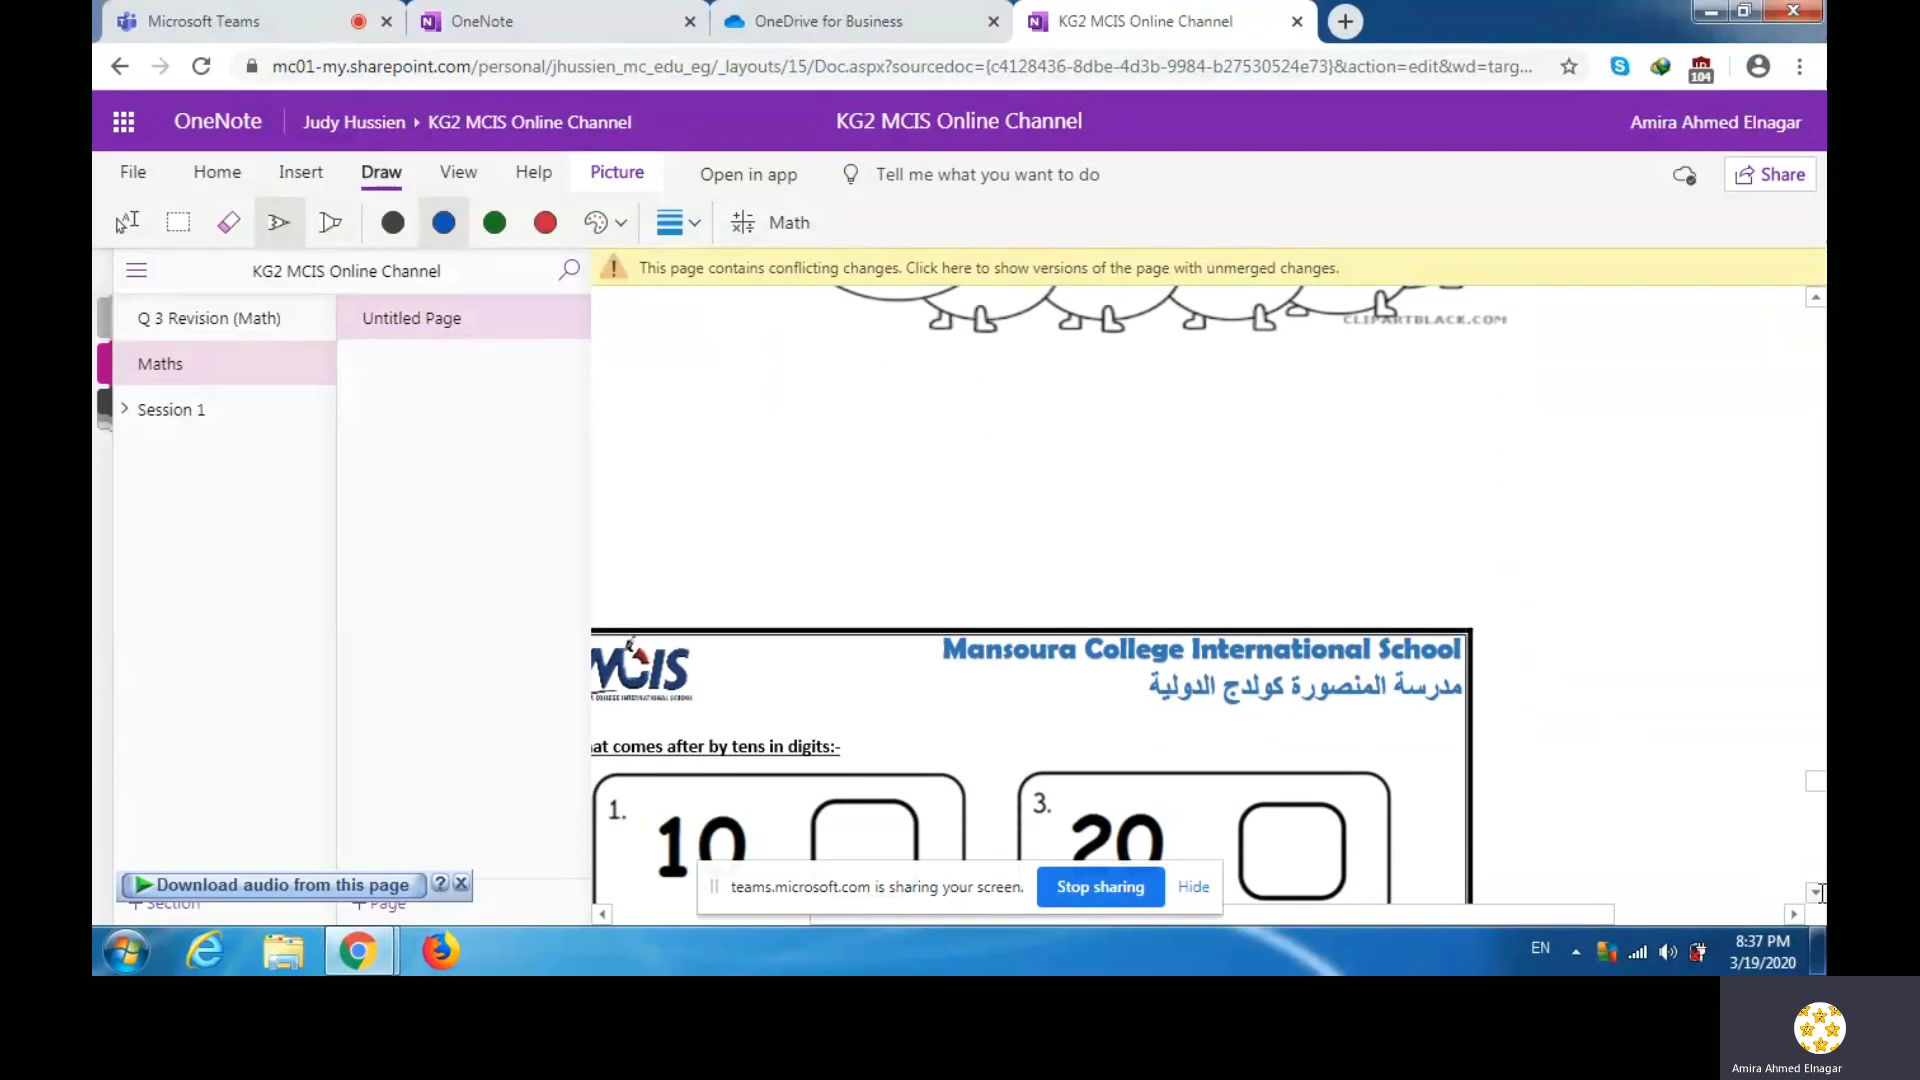 Microsoft Teams
OneNote
OneDrive for Business
KG2 MCIS Online Channel
mc01-my.sharepoint.com/personal/jhussien_mc_edu_eg/_layouts/15/Doc.aspx?sourcedoc={c4128436-8dbe-4d3b-9984-b27530524e73}&action=edit&wd=targ...
104
OneNote
Judy Hussien ▸ KG2 MCIS Online Channel
KG2 MCIS Online Channel
Amira Ahmed Elnagar
File
Home
Insert
Draw
View
Help
Picture
Open in app
Tell me what you want to do
Share
Math
KG2 MCIS Online Channel
This page contains conflicting changes. Click here to show versions of the page with unmerged changes.
Q 3 Revision (Math)
Untitled Page
Maths
Session 1
CLIPARTBLACK.COM
MCIS
COLLEGE INTERNATIONAL SCHOOL
Mansoura College International School
مدرسة المنصورة كولدج الدولية
at comes after by tens in digits:-
1.
10
3.
20
Download audio from this page
?
X
+ Section
+ Page
teams.microsoft.com is sharing your screen.
Stop sharing
Hide
EN
8:37 PM
3/19/2020
Amira Ahmed Elnagar